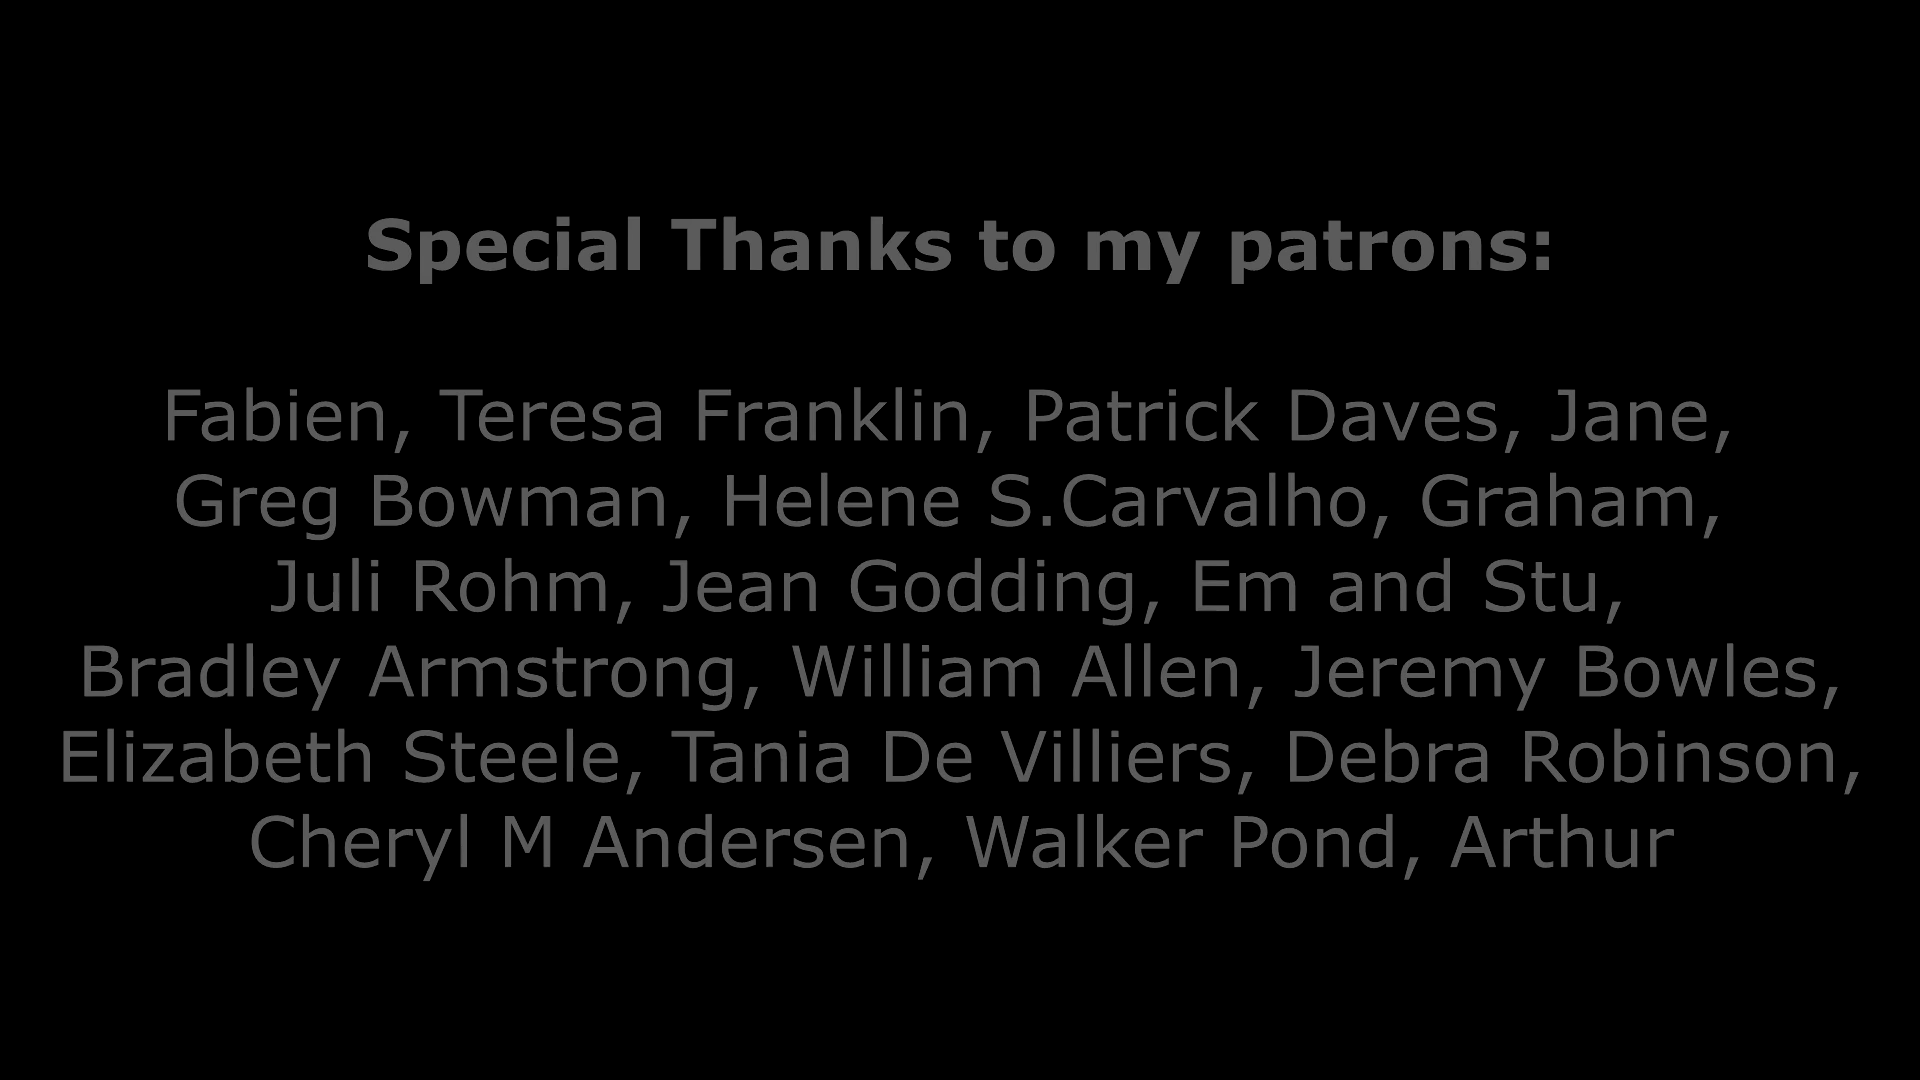 Special Thanks to my patrons:
Fabien, Teresa Franklin, Patrick Daves, Jane,
Greg Bowman, Helene S.Carvalho, Graham,
Juli Rohm, Jean Godding, Em and Stu,
Bradley Armstrong, William Allen, Jeremy Bowles,
Elizabeth Steele, Tania De Villiers, Debra Robinson,
Cheryl M Andersen, Walker Pond, Arthur